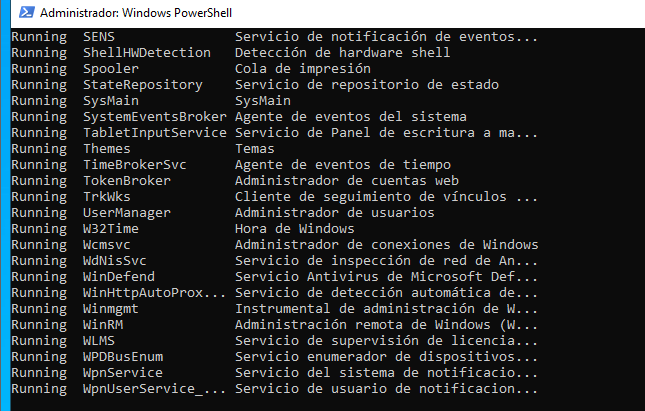 Administrador: Windows PowerShell
Running  SENS               Servicio de notificación de eventos...
Running  ShellHWDetection   Detección de hardware shell
Running  Spooler            Cola de impresión
Running  StateRepository    Servicio de repositorio de estado
Running  SysMain            SysMain
Running  SystemEventsBroker Agente de eventos del sistema
Running  TabletInputService Servicio de Panel de escritura a ma...
Running  Themes             Temas
Running  TimeBrokerSvc      Agente de eventos de tiempo
Running  TokenBroker        Administrador de cuentas web
Running  TrkWks             Cliente de seguimiento de vínculos ...
Running  UserManager        Administrador de usuarios
Running  W32Time            Hora de Windows
Running  Wcmsvc             Administrador de conexiones de Windows
Running  WdNisSvc           Servicio de inspección de red de An...
Running  WinDefend          Servicio Antivirus de Microsoft Def...
Running  WinHttpAutoProx... Servicio de detección automática de...
Running  Winmgmt            Instrumental de administración de W...
Running  WinRM              Administración remota de Windows (W...
Running  WLMS               Servicio de supervisión de licencia...
Running  WPDBusEnum         Servicio enumerador de dispositivos...
Running  WpnService         Servicio del sistema de notificacio...
Running  WpnUserService_... Servicio de usuario de notificacion...